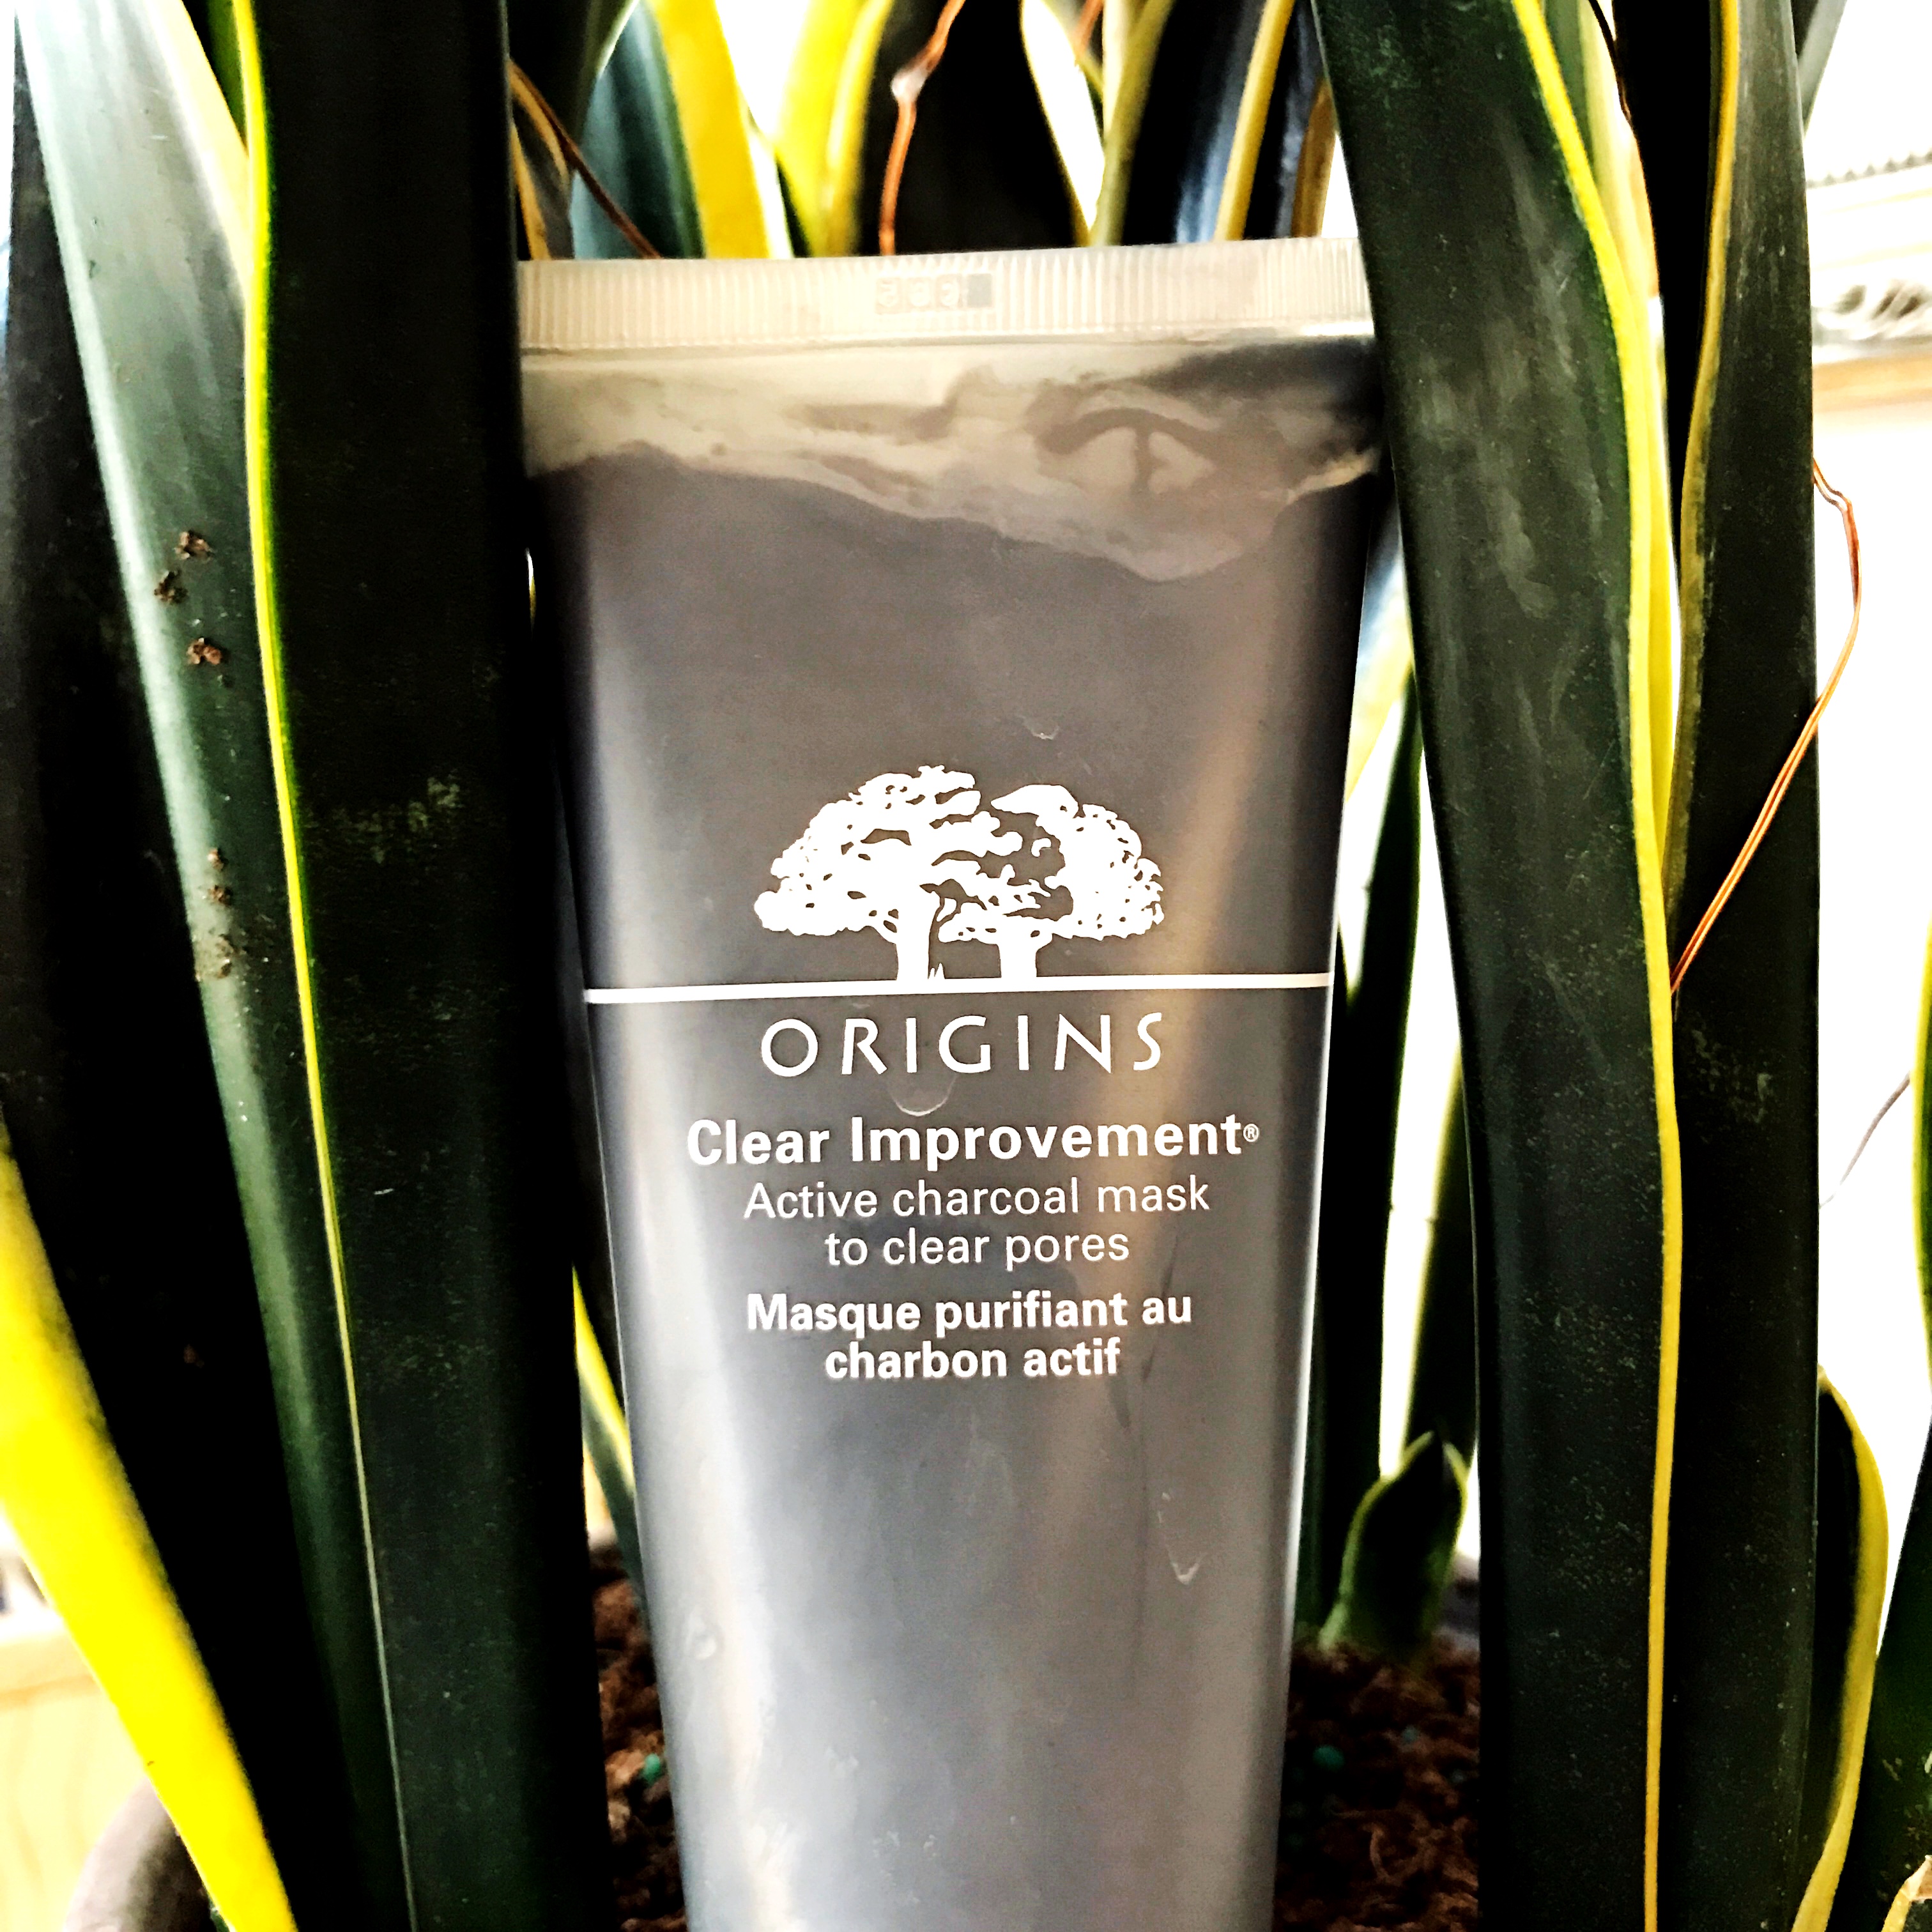 ORIGINS
Clear Improvement®
Active charcoal mask
to clear pores
Masque purifiant au
charbon actif